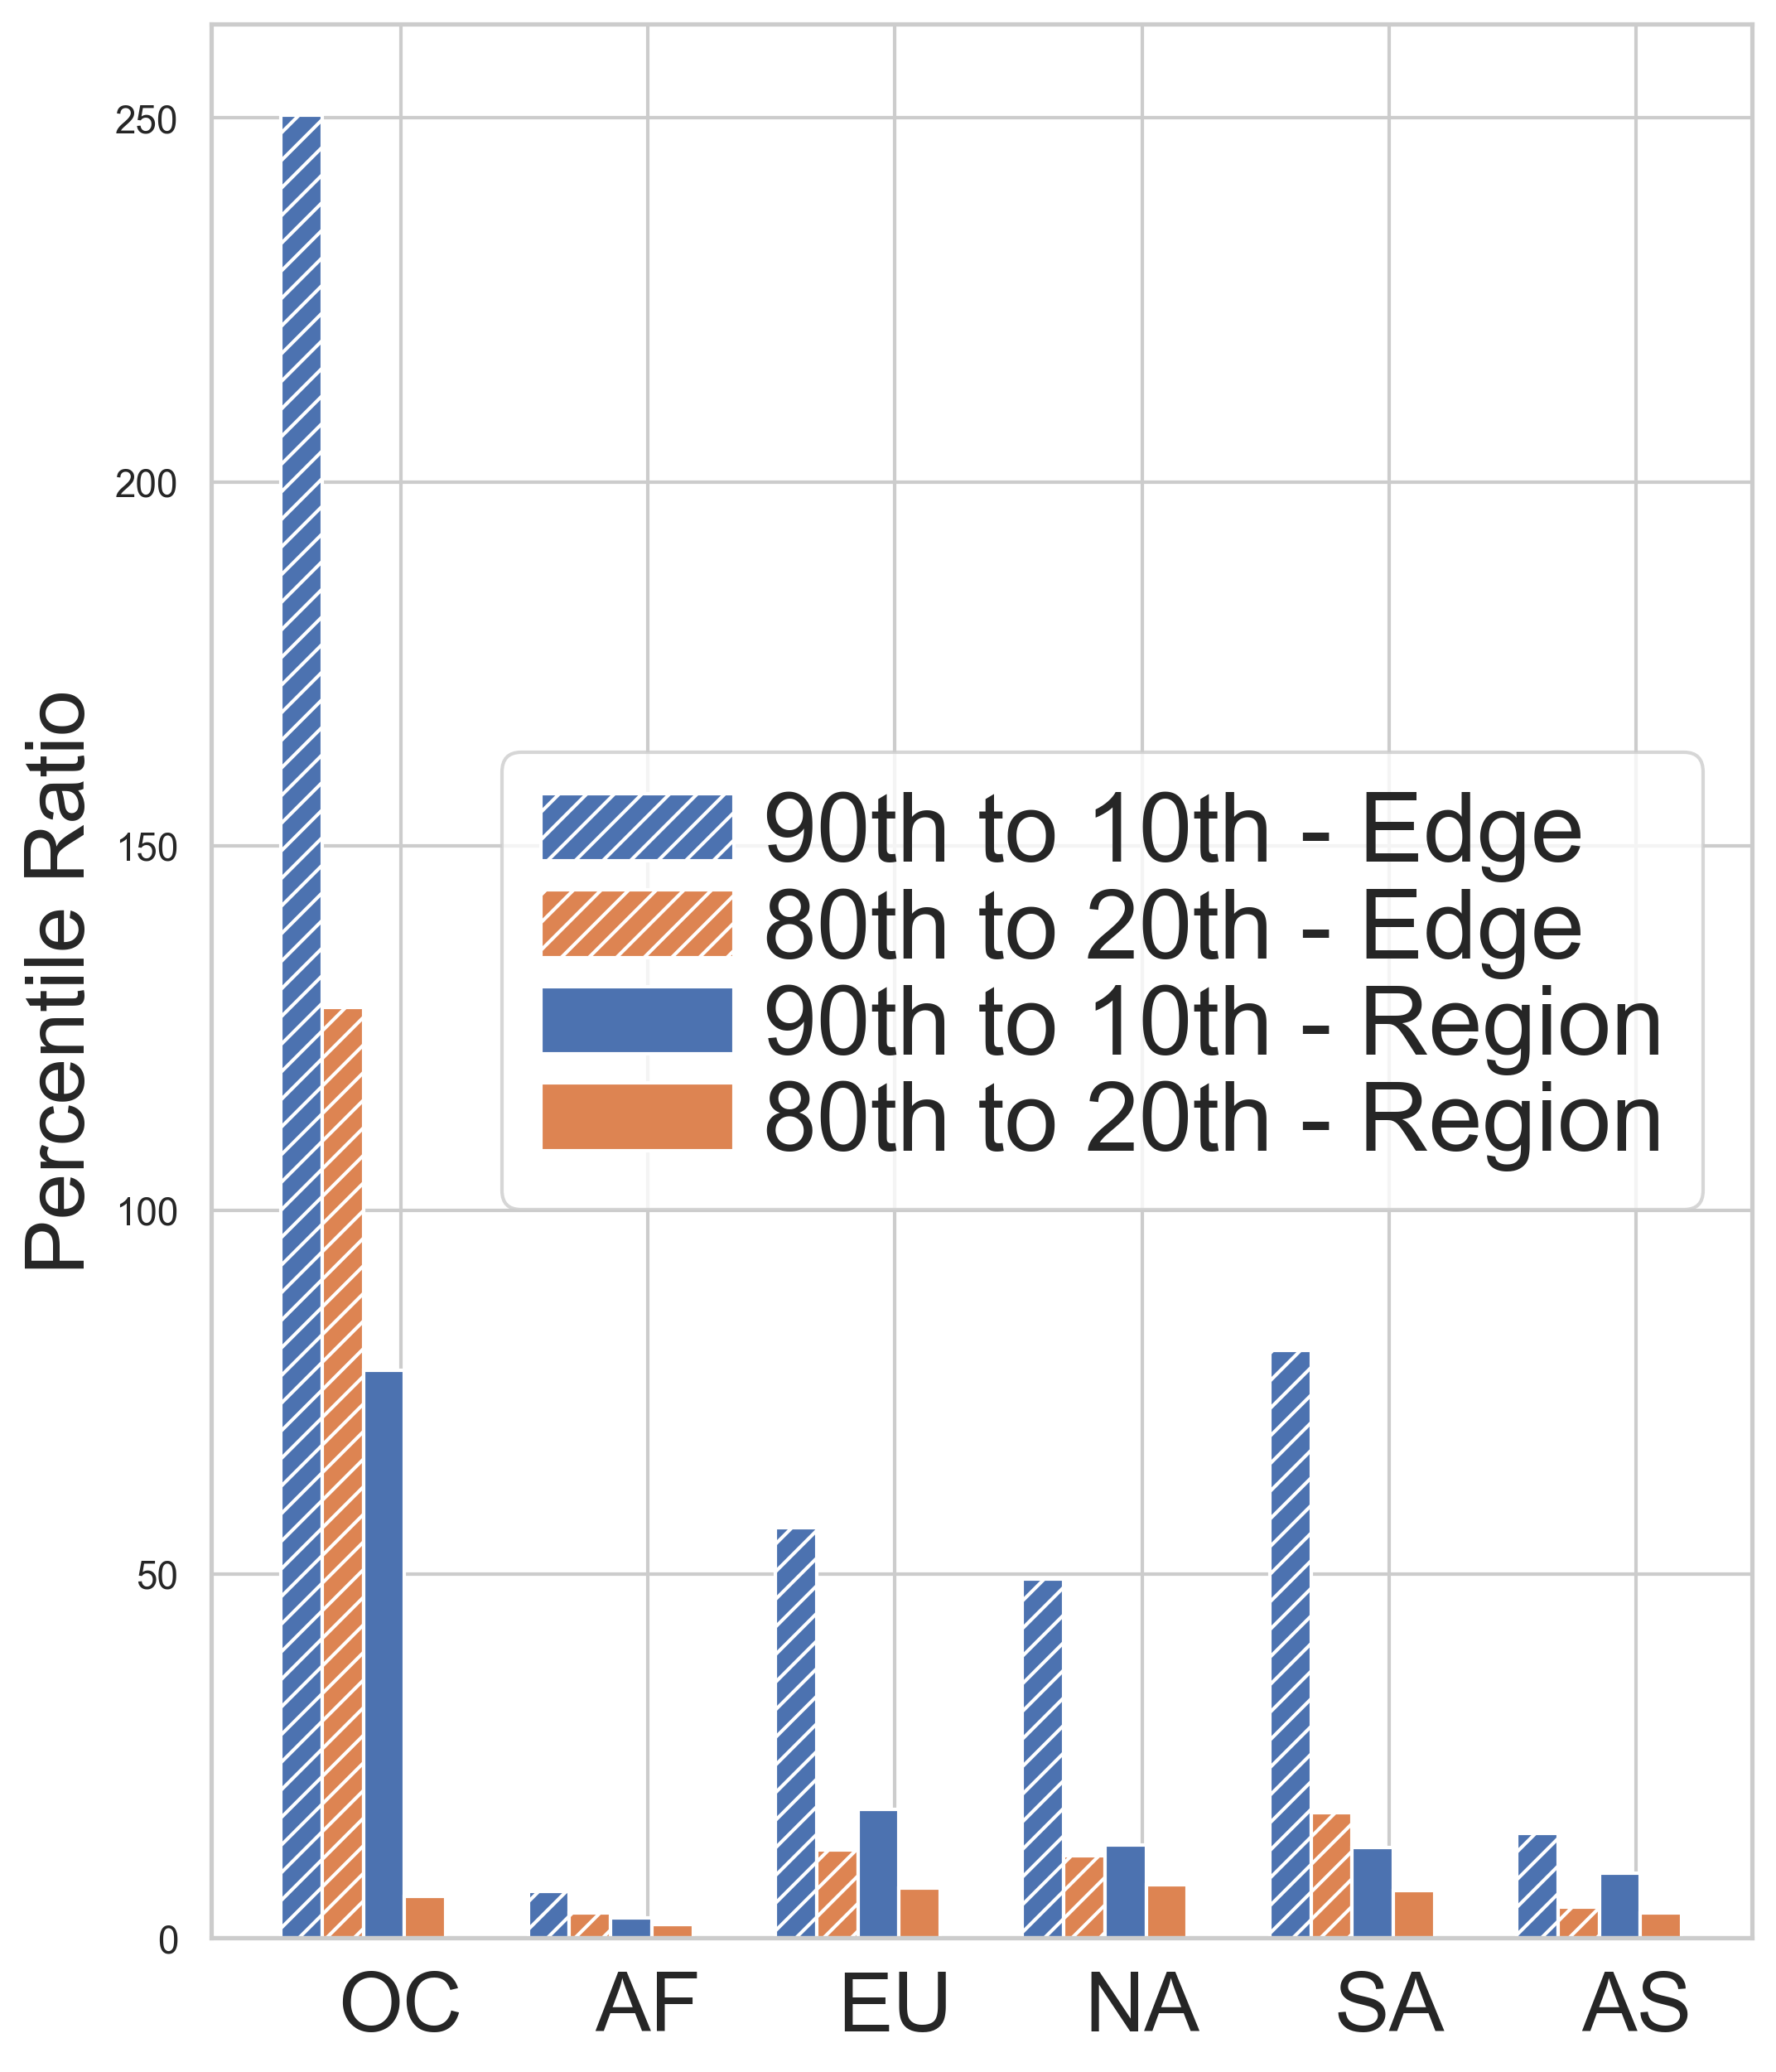 Percentile Ratio
250
200
150
100
50
0
90th to 10th - Edge
80th to 20th - Edge
90th to 10th - Region
80th to 20th - Region
OC AF EU NA SA AS